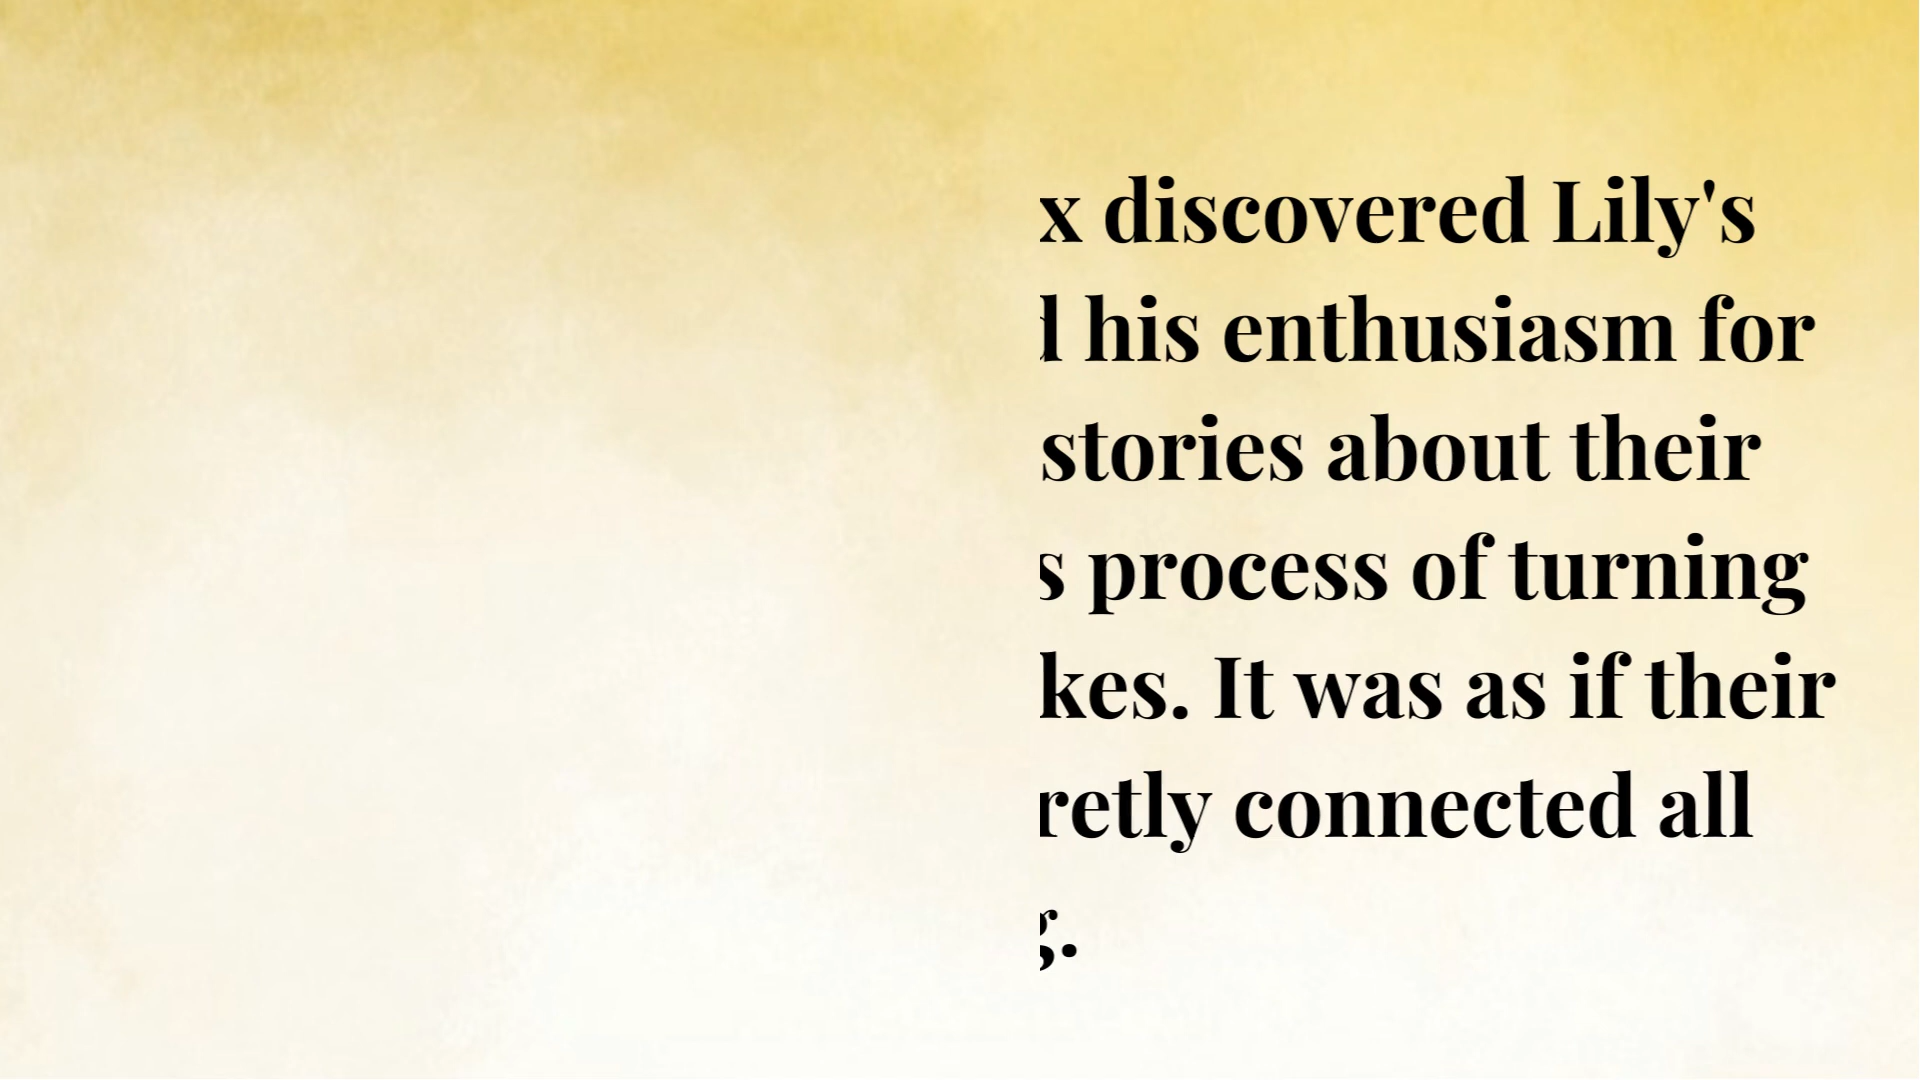 x discovered Lily's
d his enthusiasm for
stories about their
s process of turning
kes. It was as if their
retly connected all
g.